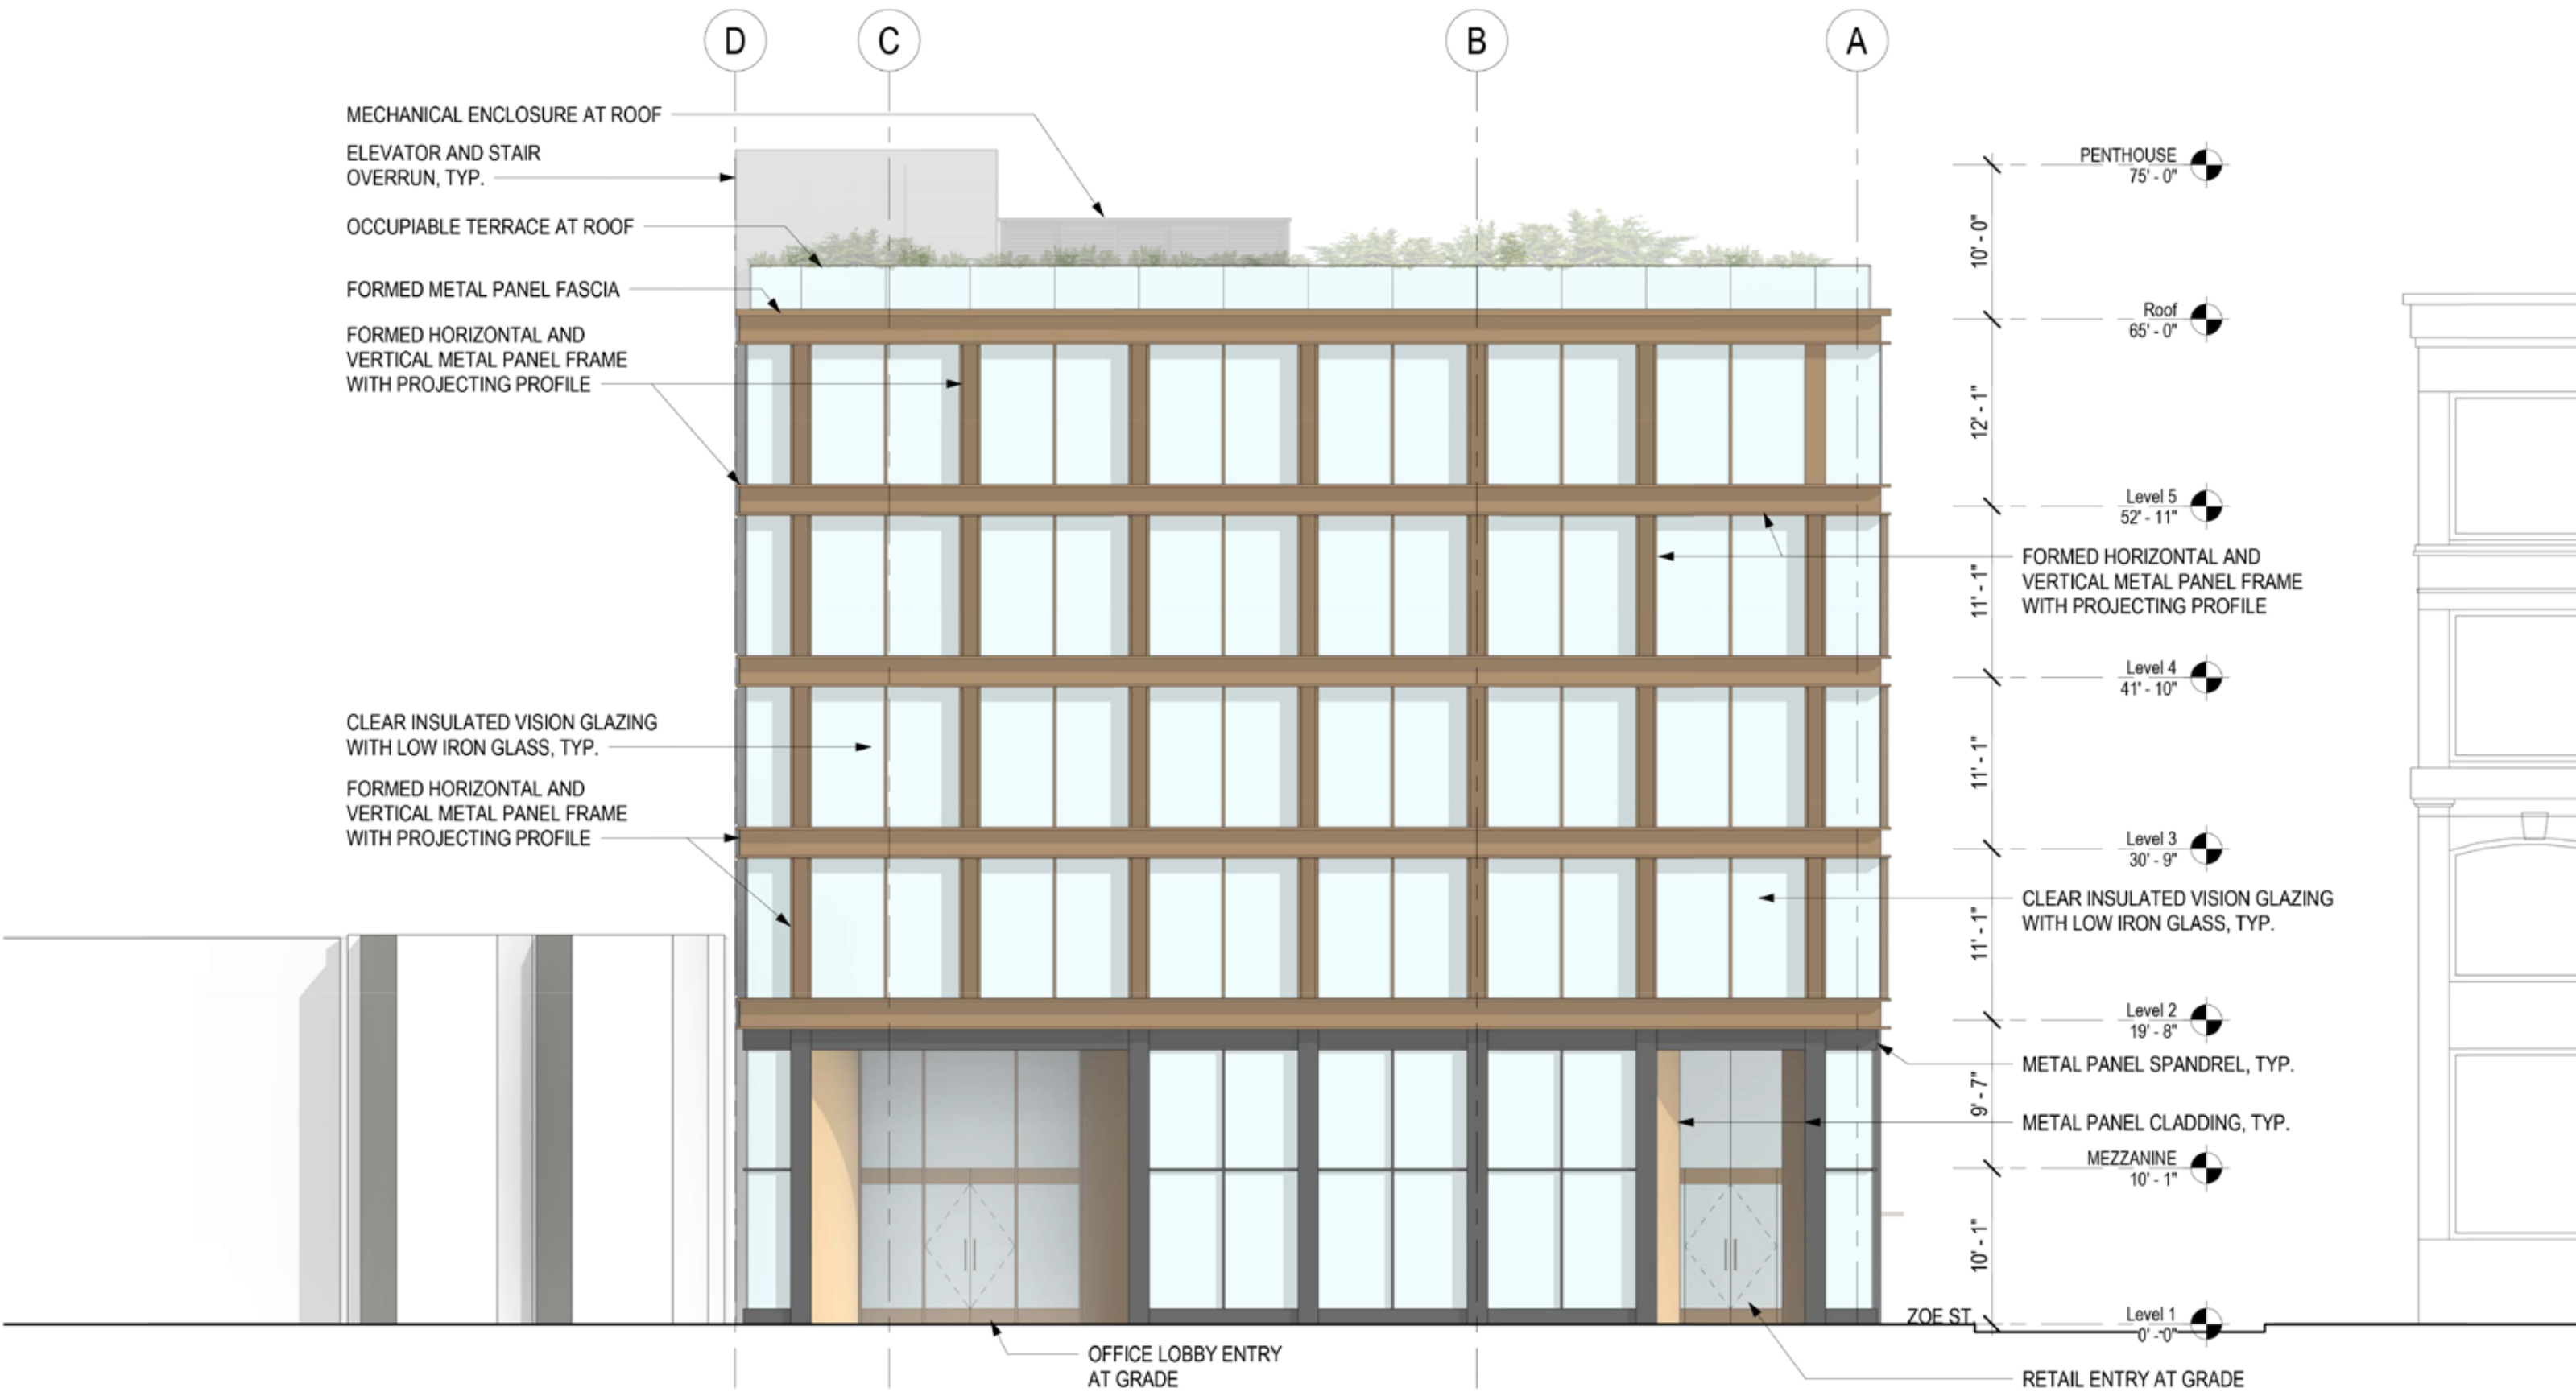 D
C
B
A
MECHANICAL ENCLOSURE AT ROOF
ELEVATOR AND STAIR
OVERRUN, TYP.
OCCUPIABLE TERRACE AT ROOF
FORMED METAL PANEL FASCIA
FORMED HORIZONTAL AND
VERTICAL METAL PANEL FRAME
WITH PROJECTING PROFILE
CLEAR INSULATED VISION GLAZING
WITH LOW IRON GLASS, TYP.
FORMED HORIZONTAL AND
VERTICAL METAL PANEL FRAME
WITH PROJECTING PROFILE
OFFICE LOBBY ENTRY
AT GRADE
10' - 0"
12' - 1"
11' - 1"
11' - 1"
11' - 1"
9' - 7"
10' - 1"
PENTHOUSE
75' - 0"
Roof
65' - 0"
Level 5
52' - 11"
FORMED HORIZONTAL AND
VERTICAL METAL PANEL FRAME
WITH PROJECTING PROFILE
Level 4
41' - 10"
Level 3
30' - 9"
CLEAR INSULATED VISION GLAZING
WITH LOW IRON GLASS, TYP.
Level 2
19' - 8"
METAL PANEL SPANDREL, TYP.
METAL PANEL CLADDING, TYP.
MEZZANINE
10' - 1"
ZOE ST
Level 1
0' - 0"
RETAIL ENTRY AT GRADE